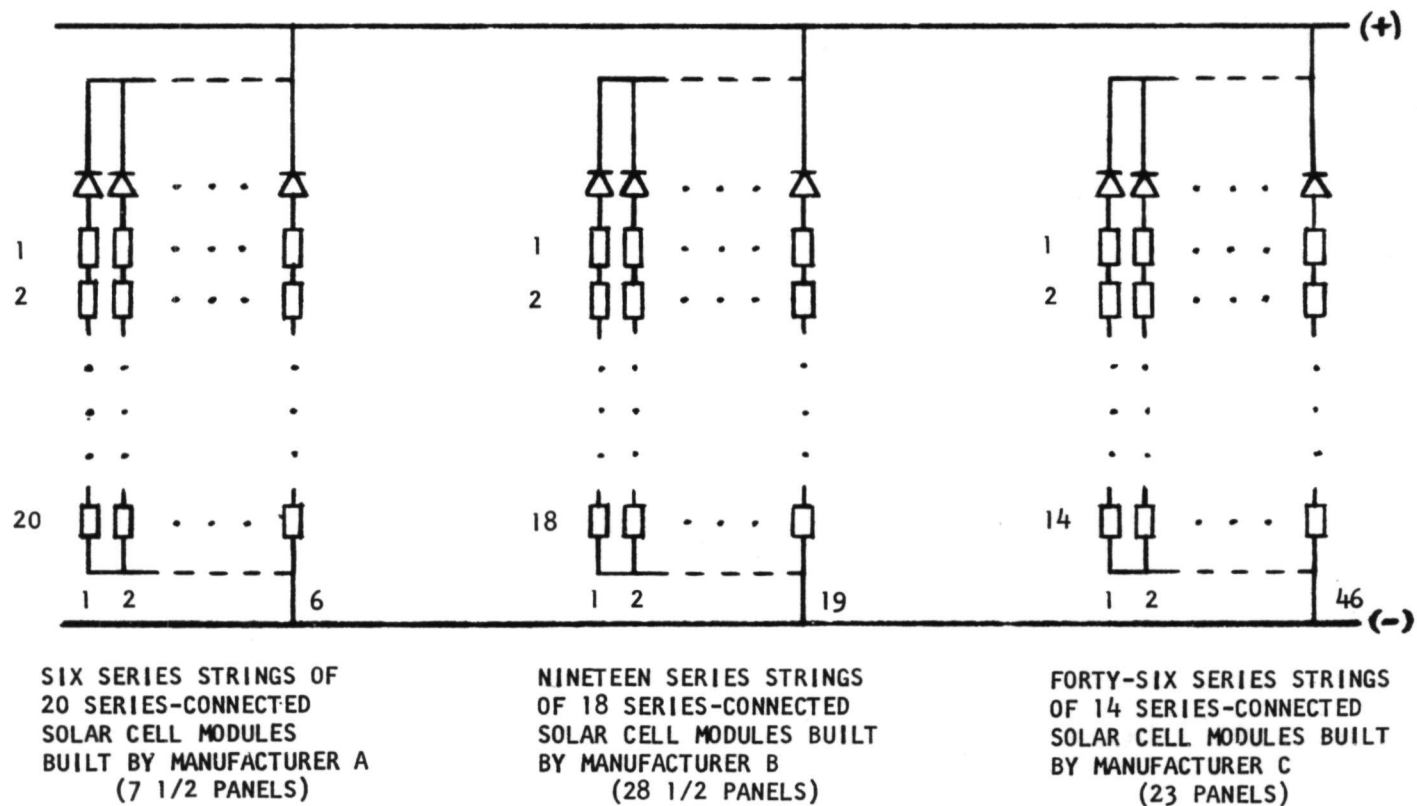 (+)
1
2
20
1 2 6
1
2
18
1 2 19
1
2
14
1 2 46
(-)
SIX SERIES STRINGS OF
20 SERIES-CONNECTED
SOLAR CELL MODULES
BUILT BY MANUFACTURER A
(7 1/2 PANELS)
NINETEEN SERIES STRINGS
OF 18 SERIES-CONNECTED
SOLAR CELL MODULES BUILT
BY MANUFACTURER B
(28 1/2 PANELS)
FORTY-SIX SERIES STRINGS
OF 14 SERIES-CONNECTED
SOLAR CELL MODULES BUILT
BY MANUFACTURER C
(23 PANELS)